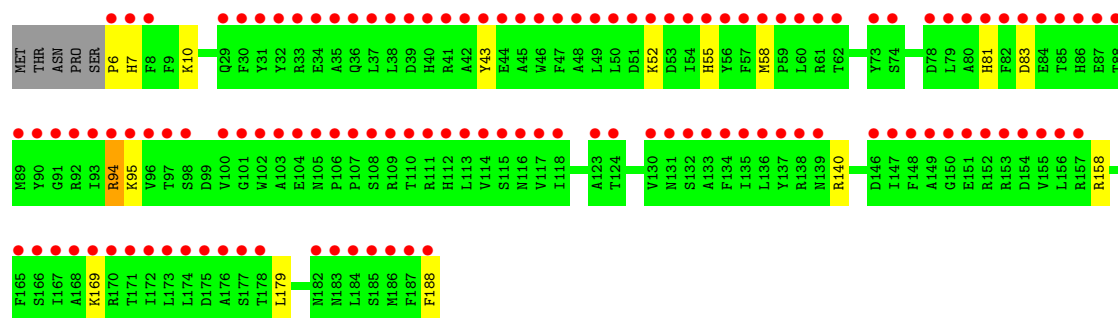 MET THR ASN PRO SER P6 H7 F8 F9 K10 Q29 F30 Y31 Y32 R33 E34 A35 Q36 L37 L38 D39 H40 R41 A42 Y43 E44 A45 W46 F47 A48 L49 L50 D51 K52 D53 I54 H55 Y56 F57 M58 P59 L60 R61 T62 Y73 S74 D78 L79 A80 H81 F82 D83 E84 T85 H86 E87 T88
M89 Y90 G91 R92 I93 R94 K95 V96 T97 S98 D99 V100 G101 W102 A103 E104 N105 P106 P107 S108 R109 T110 R111 H112 L113 V114 S115 N116 V117 I118 A123 T124 V130 N131 S132 A133 F134 I135 L136 Y137 R138 N139 R140 D146 I147 F148 A149 G150 E151 R152 R153 D154 V155 L156 R157 R158
F165 S166 I167 A168 K169 R170 T171 I172 L173 L174 D175 A176 S177 T178 L179 N182 N183 L184 S185 M186 F187 F188